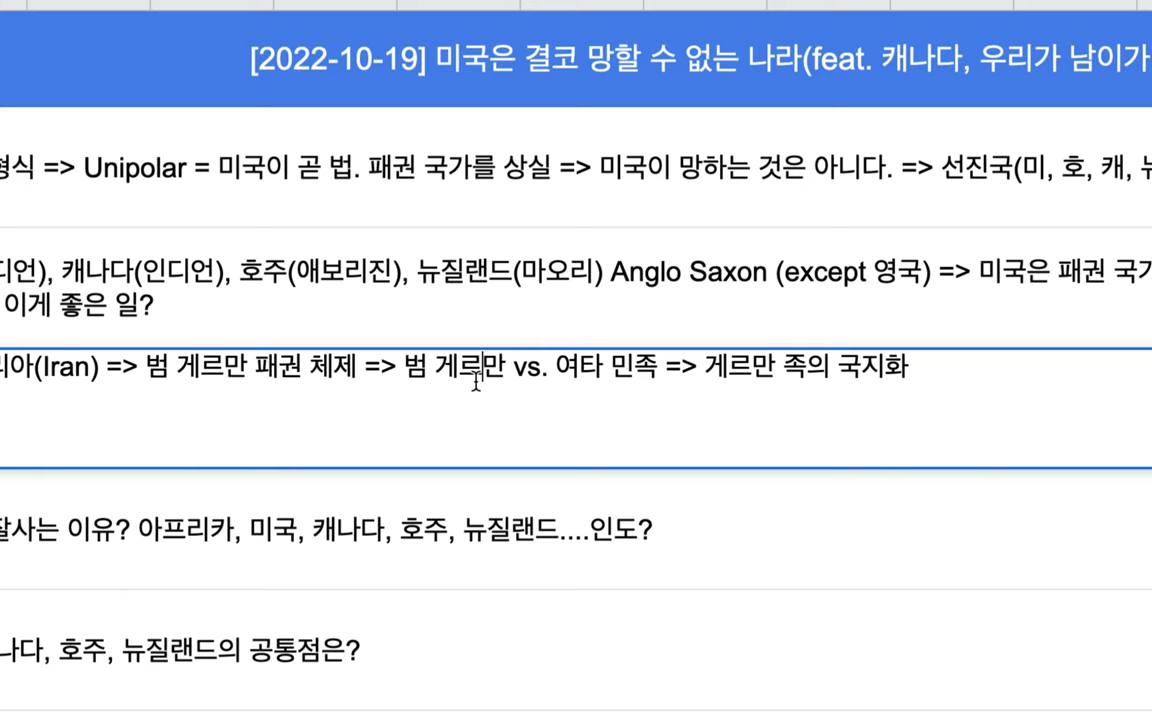 [2022-10-19] 미국은 결코 망할 수 없는 나라(feat. 캐나다, 우리가 남이가
형식 => Unipolar = 미국이 곧 법. 패권 국가를 상실 => 미국이 망하는 것은 아니다. => 선진국(미, 호, 캐, 뉴
디언), 캐나다(인디언), 호주(애보리진), 뉴질랜드(마오리) Anglo Saxon (except 영국) => 미국은 패권 국가
이게 좋은 일?
리아(Iran) => 범 게르만 패권 체제 => 범 게르만 vs. 여타 민족 => 게르만 족의 국지화
잘사는 이유? 아프리카, 미국, 캐나다, 호주, 뉴질랜드....인도?
나다, 호주, 뉴질랜드의 공통점은?